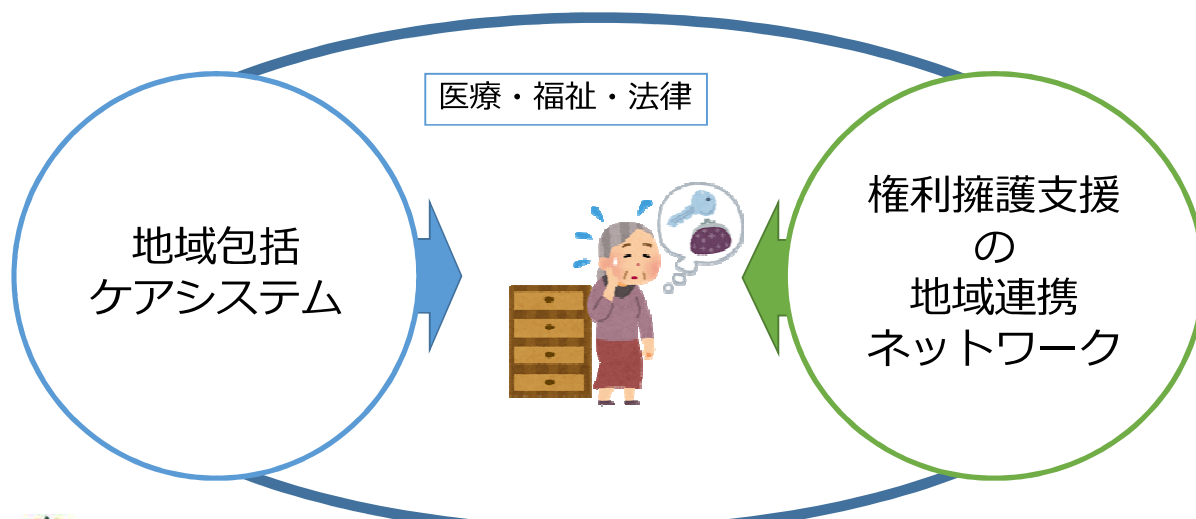 医療・福祉・法律
地域包括
ケアシステム
権利擁護支援
の
地域連携
ネットワーク